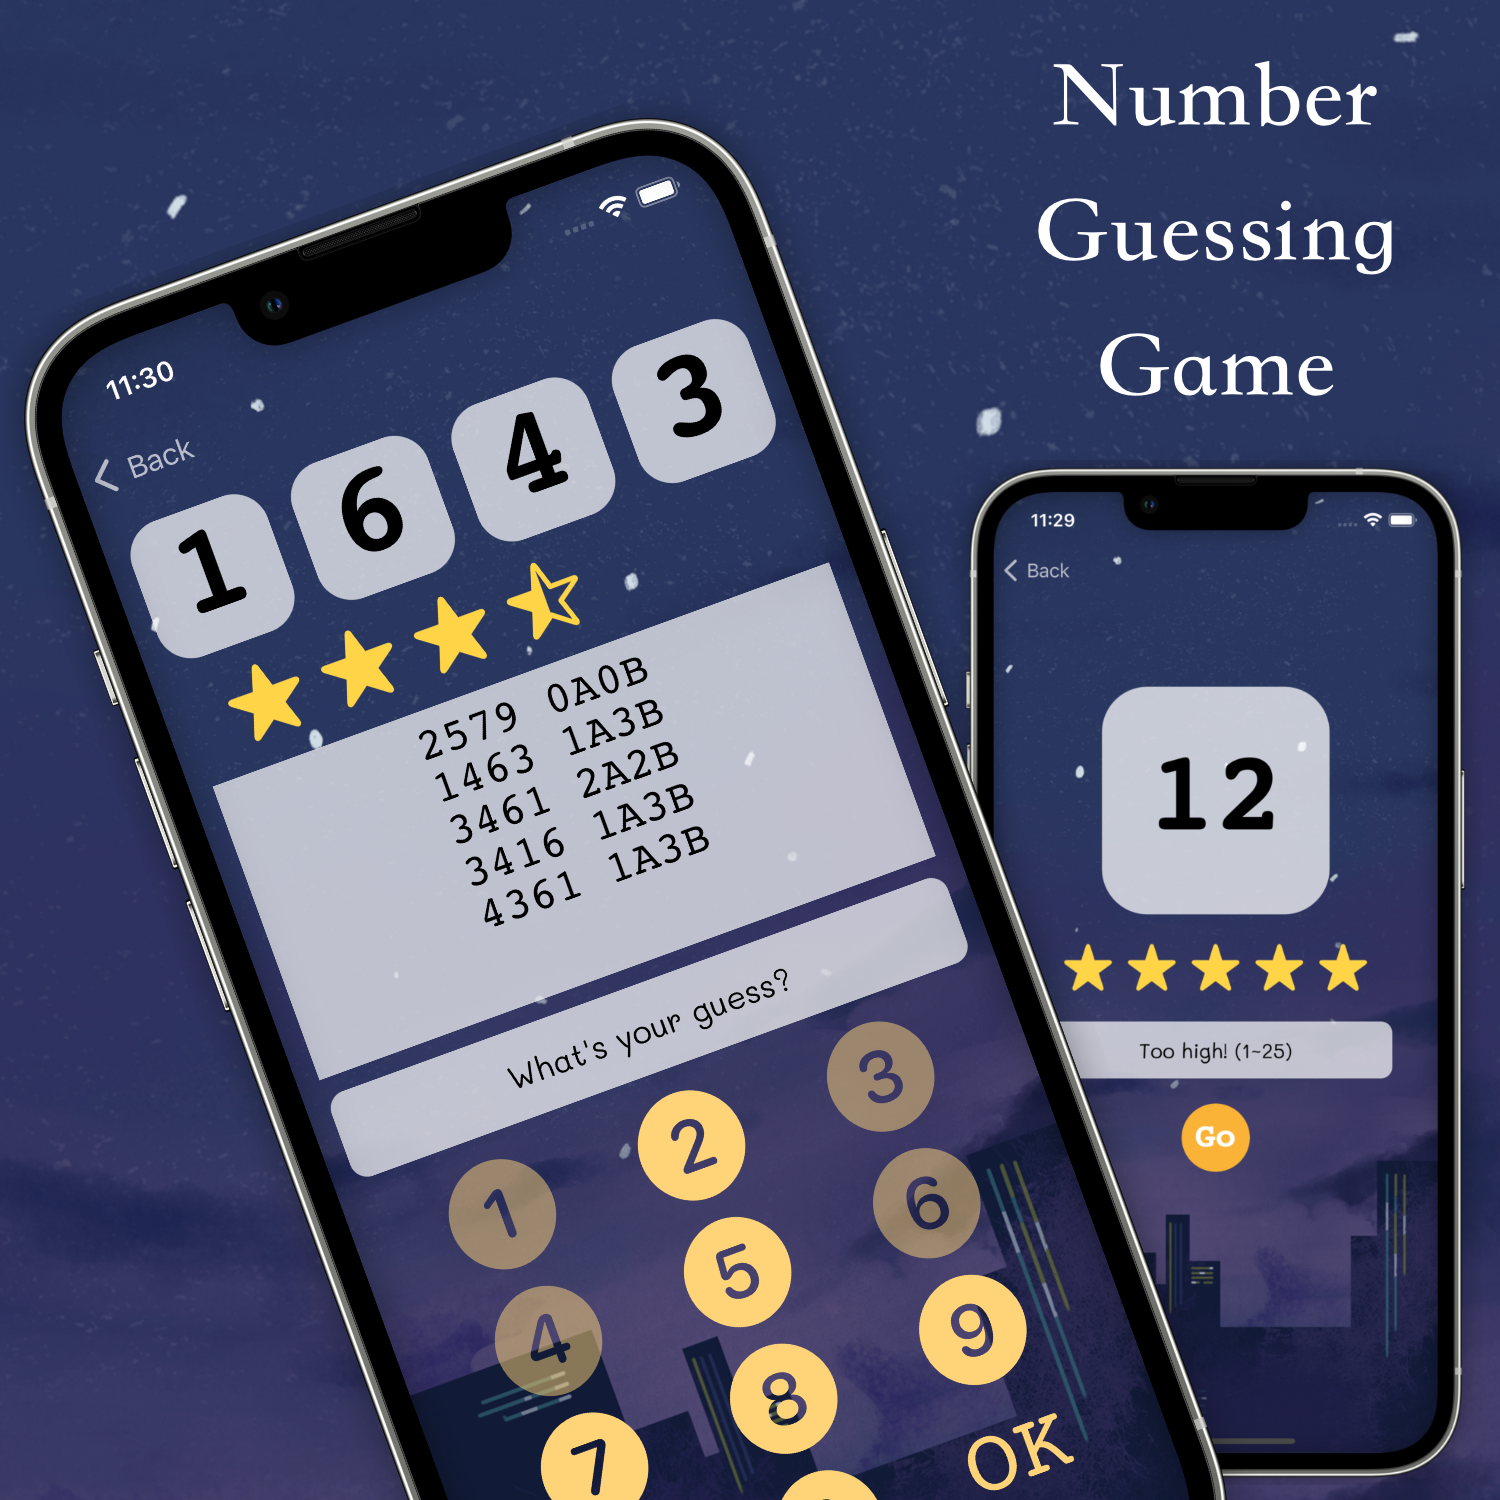 Number
Guessing
Game
11:30
Back
1 6 4 3
2579 0A0B
1463 1A3B
3461 2A2B
3416 1A3B
4361 1A3B
What's your guess?
1 2 3
4 5 6
7 8 9
OK
11:29
Back
12
Too high! (1~25)
Go